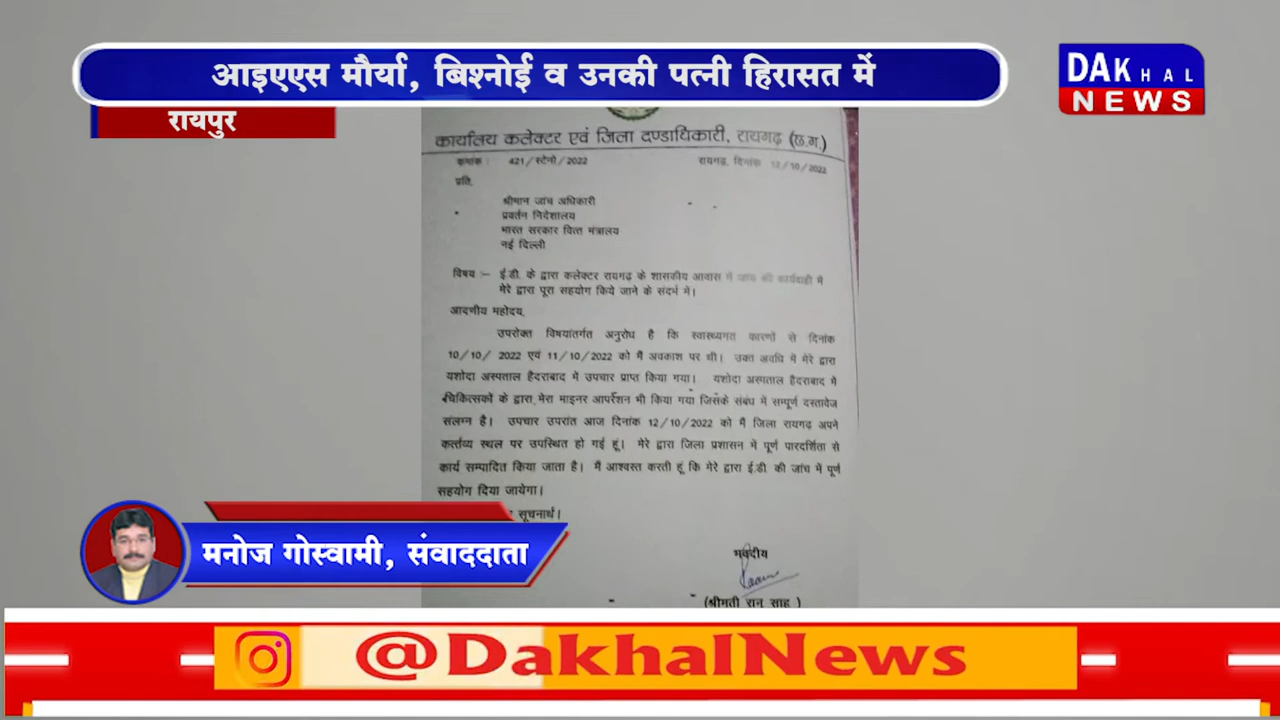 आइएएस मौर्या, बिश्नोई व उनकी पत्नी हिरासत में
DAKHAL
NEWS
रायपुर
कार्यालय कलेक्टर एवं जिला दण्डाधिकारी, रायगढ़ (छ.ग.)
क्रमांक : 421/स्टेनो/2022 रायगढ़, दिनांक 12/10/2022
प्रति,
श्रीमान जांच अधिकारी
प्रवर्तन निदेशालय
भारत सरकार वित्त मंत्रालय
नई दिल्ली
विषय :- ई.डी. के द्वारा कलेक्टर रायगढ़ के शासकीय आवास में जांच की कार्यवाही में
मेरे द्वारा पूरा सहयोग किये जाने के संदर्भ में।
आदणीय महोदय,
उपरोक्त विषयांतर्गत अनुरोध है कि स्वास्थ्यगत कारणों से दिनांक
10/10/ 2022 एवं 11/10/2022 को मैं अवकाश पर थी। उक्त अवधि में मेरे द्वारा
यशोदा अस्पताल हैदराबाद में उपचार प्राप्त किया गया। यशोदा अस्पताल हैदराबाद में
चिकित्सकों के द्वारा मेरा माइनर आपरेशन भी किया गया जिसके संबंध में सम्पूर्ण दस्तावेज
संलग्न है। उपचार उपरांत आज दिनांक 12/10/2022 को मैं जिला रायगढ़ अपने
कर्त्तव्य स्थल पर उपस्थित हो गई हूं। मेरे द्वारा जिला प्रशासन में पूर्ण पारदर्शिता से
कार्य सम्पादित किया जाता है। मैं आश्वस्त करती हूं कि मेरे द्वारा ई.डी. की जांच में पूर्ण
सहयोग दिया जायेगा।
सूचनार्थ।
भवदीय
(श्रीमती रानू साहू)
मनोज गोस्वामी, संवाददाता
@DakhalNews